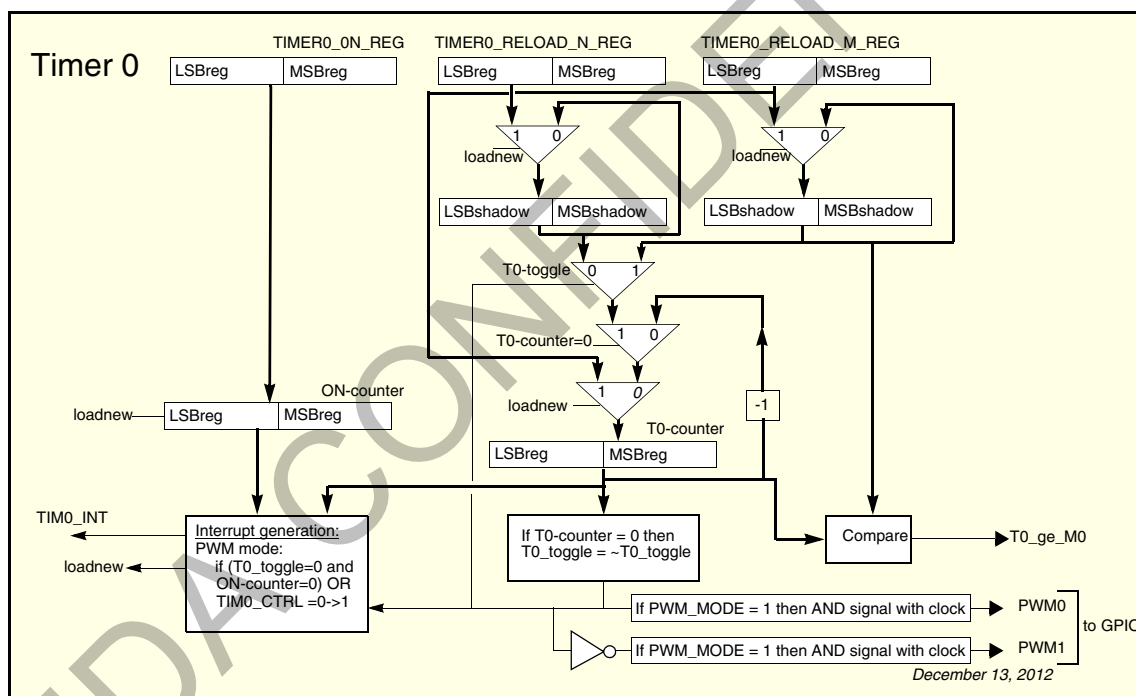 TIMER0_0N_REG TIMER0_RELOAD_N_REG TIMER0_RELOAD_M_REG
Timer 0
LSBreg MSBreg LSBreg MSBreg LSBreg MSBreg
1 0 1 0
loadnew loadnew
LSBshadow MSBshadow LSBshadow MSBshadow
T0-toggle 0 1
1 0
T0-counter=0
ON-counter 1 0 -1
loadnew LSBreg MSBreg loadnew
T0-counter
LSBreg MSBreg
TIM0_INT
loadnew
Interrupt generation:
PWM mode:
if (T0_toggle=0 and
ON-counter=0) OR
TIM0_CTRL =0->1
If T0-counter = 0 then
T0_toggle = ~T0_toggle
Compare T0_ge_M0
If PWM_MODE = 1 then AND signal with clock PWM0
to GPIO
If PWM_MODE = 1 then AND signal with clock PWM1
December 13, 2012
DA CONFIDE